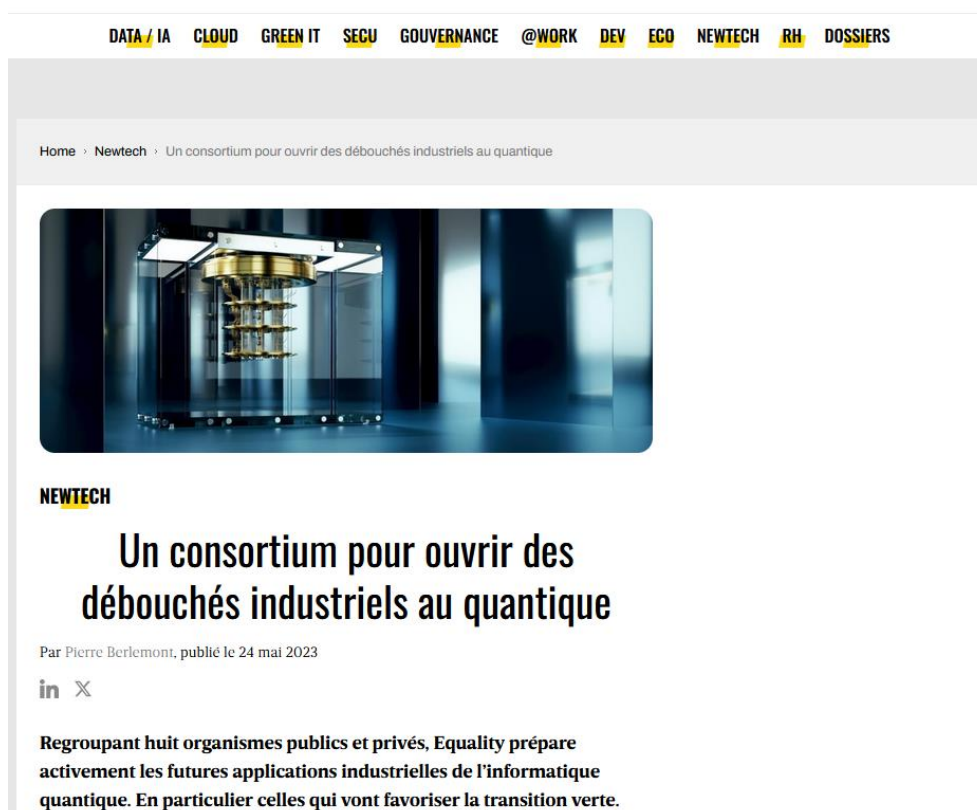 DATA / IA CLOUD GREEN IT SECU GOUVERNANCE @WORK DEV ECO NEWTECH RH DOSSIERS
Home › Newtech › Un consortium pour ouvrir des débouchés industriels au quantique
NEWTECH
Un consortium pour ouvrir des
débouchés industriels au quantique
Par Pierre Berlemont, publié le 24 mai 2023
in X
Regroupant huit organismes publics et privés, Equality prépare
activement les futures applications industrielles de l’informatique
quantique. En particulier celles qui vont favoriser la transition verte.